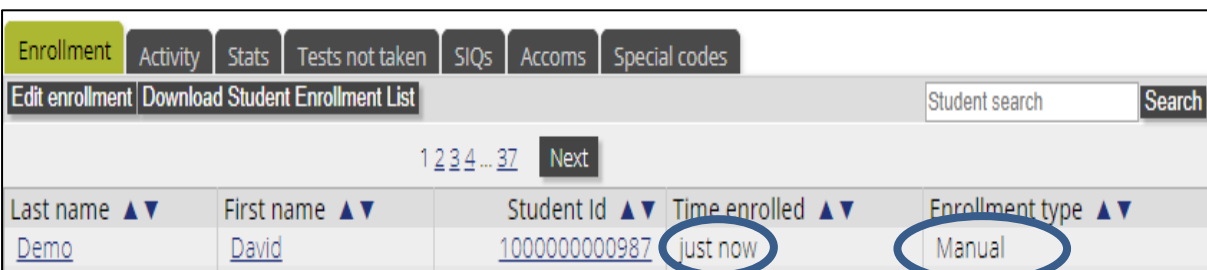 Enrollment Activity Stats Tests not taken SIQs Accoms Special codes
Edit enrollment Download Student Enrollment List Student search Search
1 2 3 4 ... 37 Next
Last name ▲▼ First name ▲▼ Student Id ▲▼ Time enrolled ▲▼ Enrollment type ▲▼
Demo David 1000000000987 just now Manual